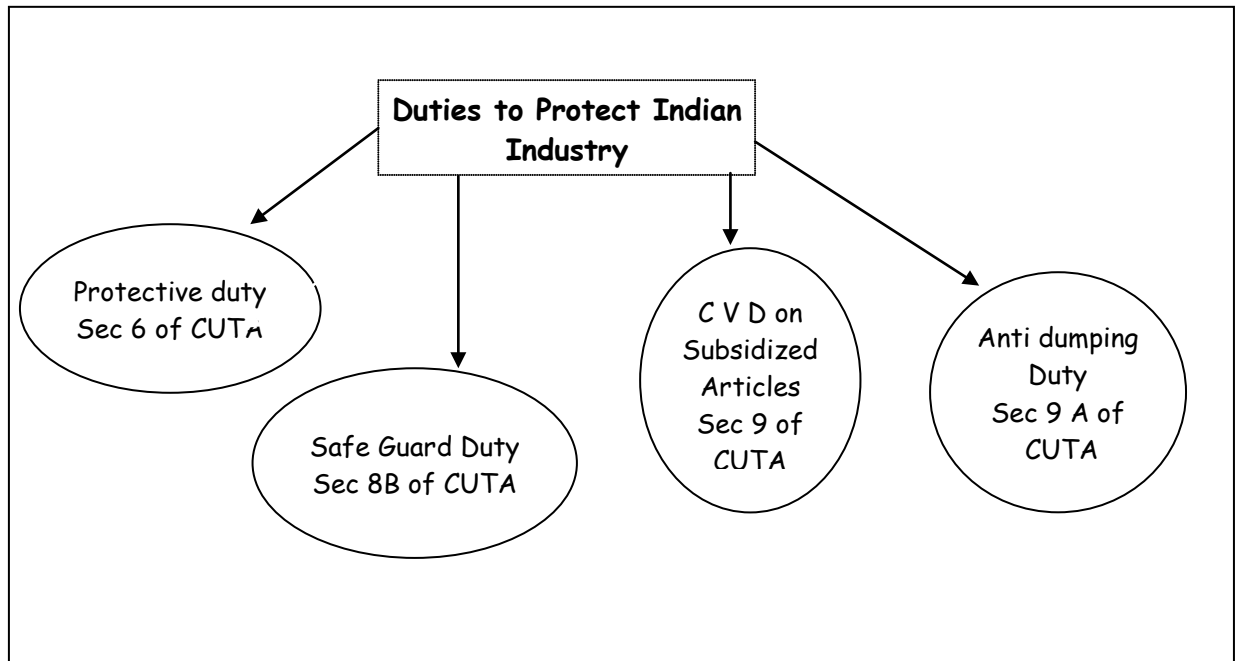 Duties to Protect Indian
Industry
Protective duty
Sec 6 of CUTA
Safe Guard Duty
Sec 8B of CUTA
C V D on
Subsidized
Articles
Sec 9 of
CUTA
Anti dumping
Duty
Sec 9 A of
CUTA